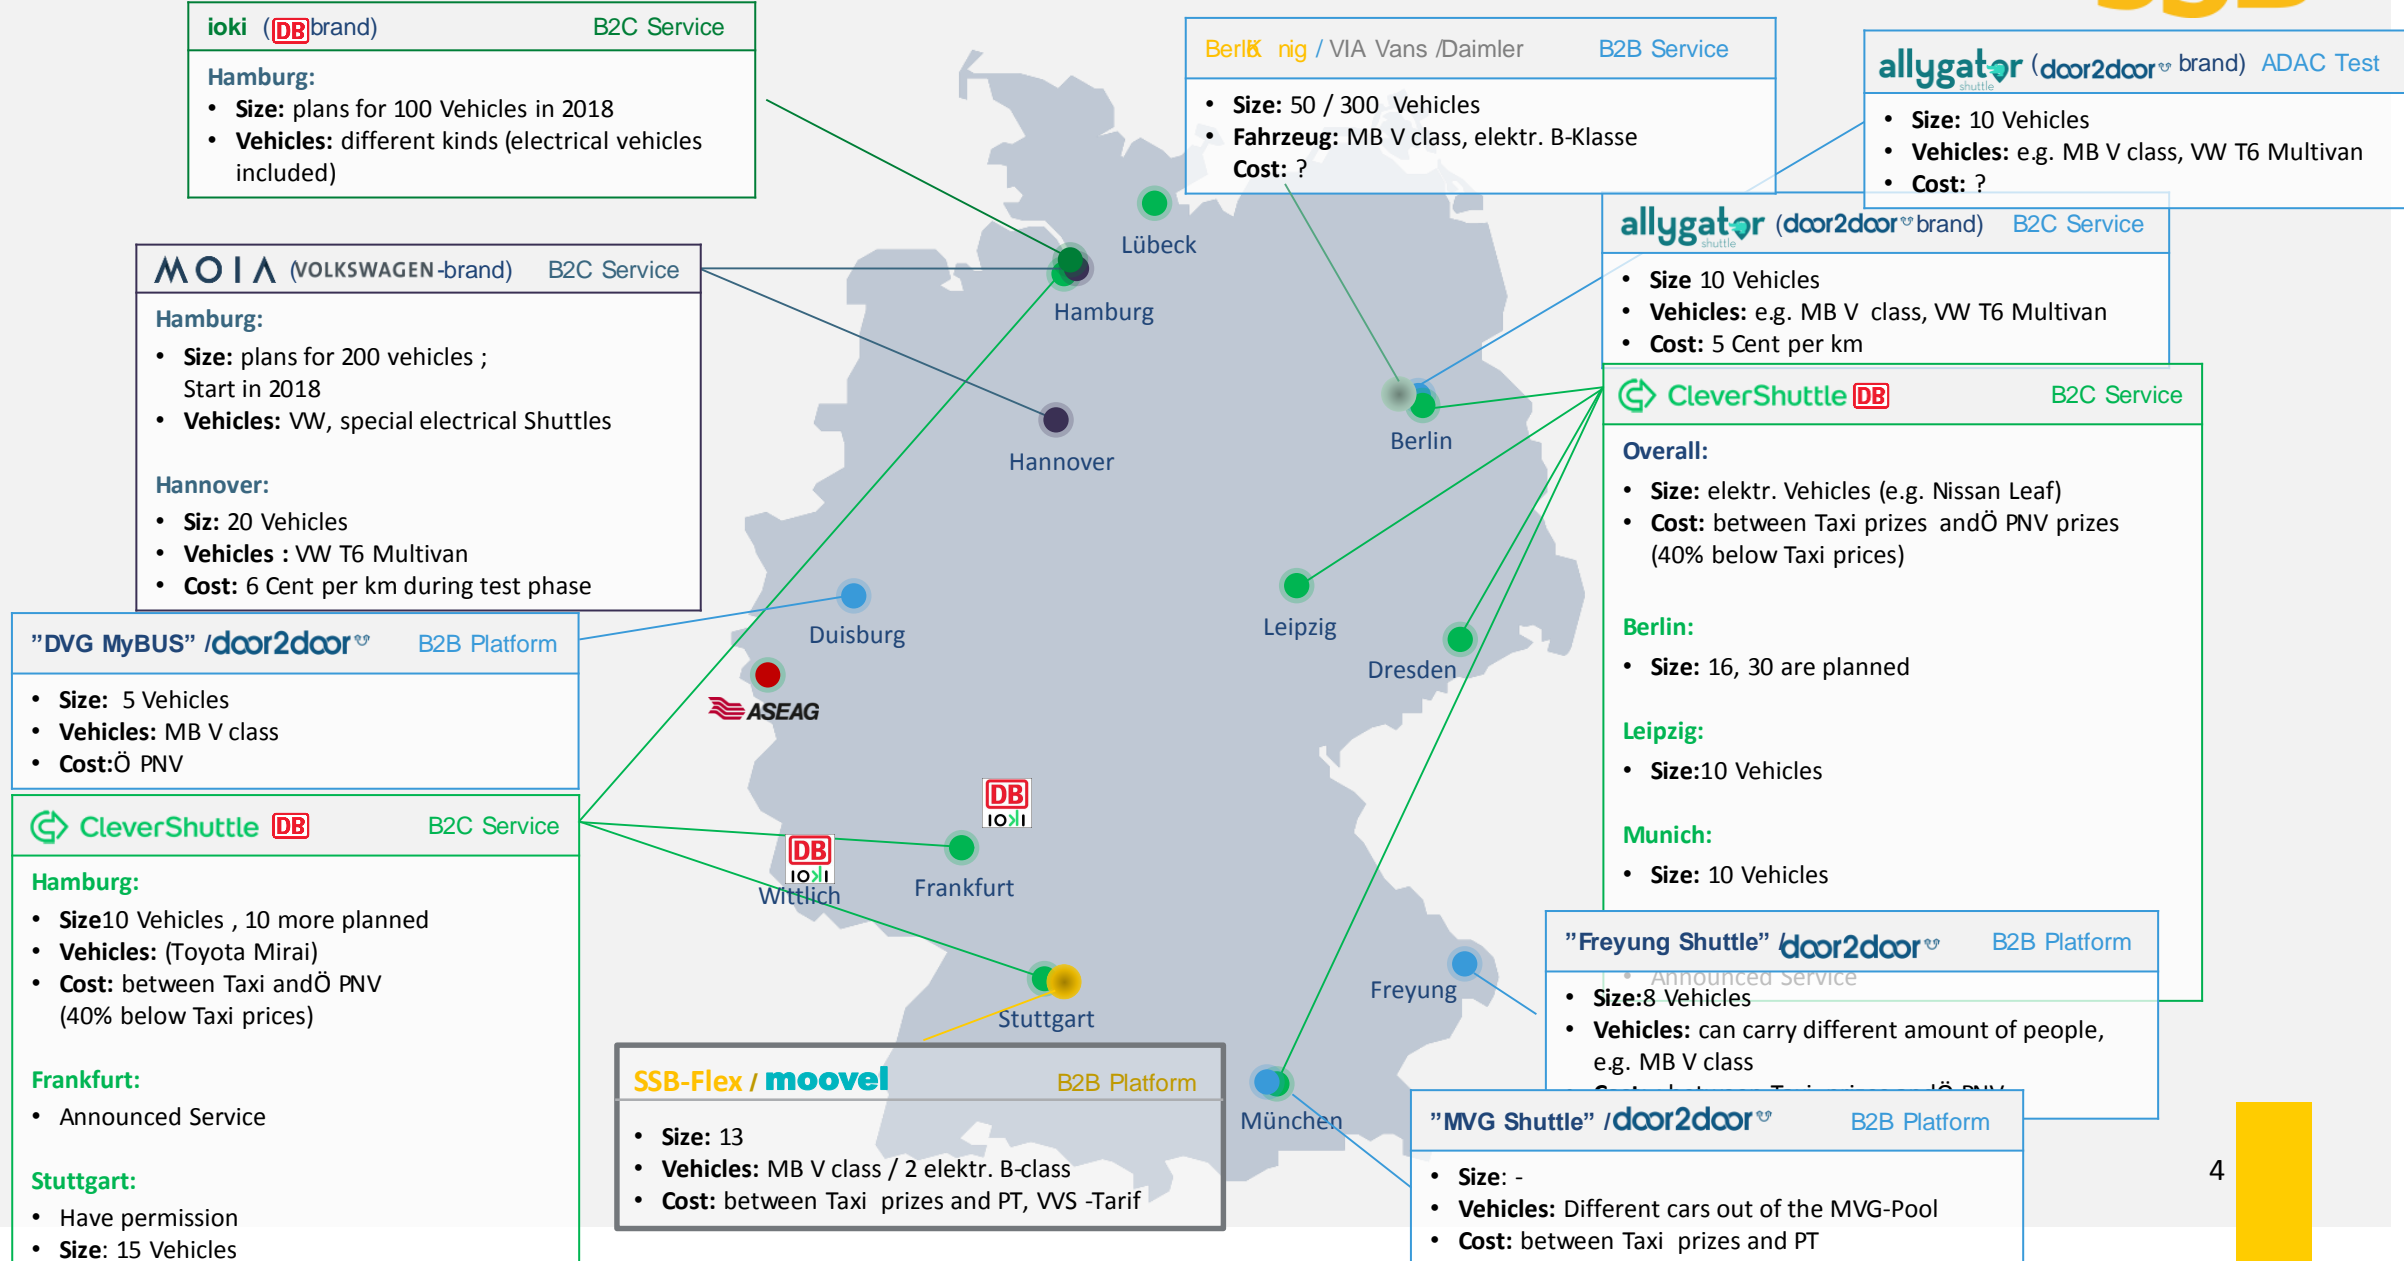 SSB
ioki (DB brand) B2C Service
Hamburg:
• Size: plans for 100 Vehicles in 2018
• Vehicles: different kinds (electrical vehicles
included)
BerlK nig / VIA Vans /Daimler B2B Service
• Size: 50 / 300 Vehicles
• Fahrzeug: MB V class, elektr. B-Klasse
Cost: ?
allygator shuttle (door2door brand) ADAC Test
• Size: 10 Vehicles
• Vehicles: e.g. MB V class, VW T6 Multivan
• Cost: ?
allygator shuttle (door2door brand) B2C Service
• Size 10 Vehicles
• Vehicles: e.g. MB V class, VW T6 Multivan
• Cost: 5 Cent per km
MOIA (VOLKSWAGEN-brand) B2C Service
Hamburg:
• Size: plans for 200 vehicles ;
Start in 2018
• Vehicles: VW, special electrical Shuttles
Hannover:
• Siz: 20 Vehicles
• Vehicles : VW T6 Multivan
• Cost: 6 Cent per km during test phase
Lübeck
Hamburg
Hannover
Berlin
CleverShuttle DB B2C Service
Overall:
• Size: elektr. Vehicles (e.g. Nissan Leaf)
• Cost: between Taxi prizes andÖ PNV prizes
(40% below Taxi prices)
Berlin:
• Size: 16, 30 are planned
Leipzig:
• Size:10 Vehicles
Munich:
• Size: 10 Vehicles
• Announced Service
"DVG MyBUS" /door2door B2B Platform
• Size: 5 Vehicles
• Vehicles: MB V class
• Cost:Ö PNV
Duisburg
Leipzig
Dresden
ASEAG
DB
IOKI
DB
IOKI
Wittlich
Frankfurt
CleverShuttle DB B2C Service
Hamburg:
• Size10 Vehicles , 10 more planned
• Vehicles: (Toyota Mirai)
• Cost: between Taxi andÖ PNV
(40% below Taxi prices)
Frankfurt:
• Announced Service
Stuttgart:
• Have permission
• Size: 15 Vehicles
Stuttgart
Freyung
München
"Freyung Shuttle" /door2door B2B Platform
• Size:8 Vehicles
• Vehicles: can carry different amount of people,
e.g. MB V class
SSB-Flex / moovel B2B Platform
• Size: 13
• Vehicles: MB V class / 2 elektr. B-class
• Cost: between Taxi prizes and PT, VVS -Tarif
"MVG Shuttle" /door2door B2B Platform
• Size: -
• Vehicles: Different cars out of the MVG-Pool
• Cost: between Taxi prizes and PT
4